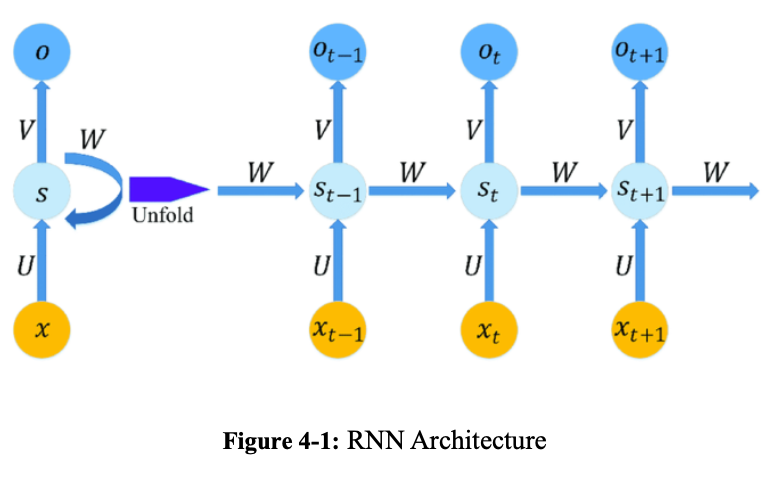 o o_{t−1} o_t o_{t+1}
V W V V V
s W s_{t−1} W s_t W s_{t+1} W
Unfold
U U U U
x x_{t−1} x_t x_{t+1}
Figure 4-1: RNN Architecture